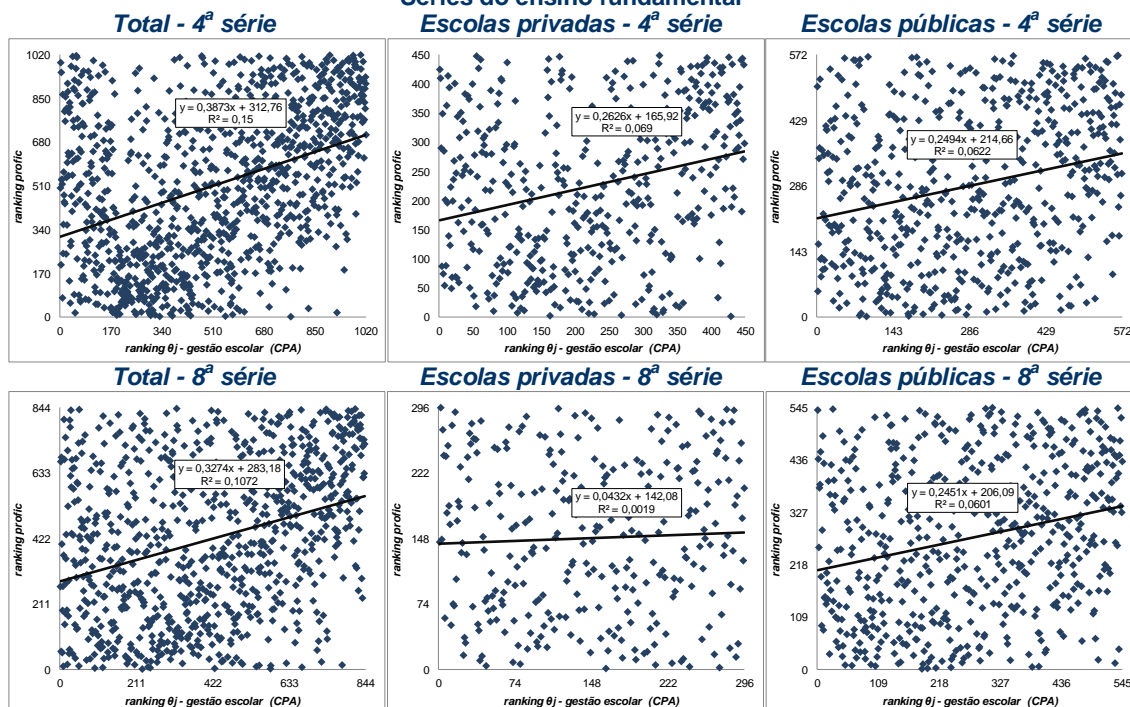 Séries do ensino fundamental
Total - 4ª série
Escolas privadas - 4ª série
Escolas públicas - 4ª série
1020
850
680
510
340
170
0
ranking profic
y = 0,3873x + 312,76
R² = 0,15
0 170 340 510 680 850 1020
ranking θj - gestão escolar (CPA)
450
400
350
300
250
200
150
100
50
0
ranking profic
y = 0,2626x + 165,92
R² = 0,069
0 50 100 150 200 250 300 350 400 450
ranking θj - gestão escolar (CPA)
572
429
286
143
0
ranking profic
y = 0,2494x + 214,66
R² = 0,0622
0 143 286 429 572
ranking θj - gestão escolar (CPA)
Total - 8ª série
Escolas privadas - 8ª série
Escolas públicas - 8ª série
844
633
422
211
0
ranking profic
y = 0,3274x + 283,18
R² = 0,1072
0 211 422 633 844
ranking θj - gestão escolar (CPA)
296
222
148
74
0
ranking profic
y = 0,0432x + 142,08
R² = 0,0019
0 74 148 222 296
ranking θj - gestão escolar (CPA)
545
436
327
218
109
0
ranking profic
y = 0,2451x + 206,09
R² = 0,0601
0 109 218 327 436 545
ranking θj - gestão escolar (CPA)